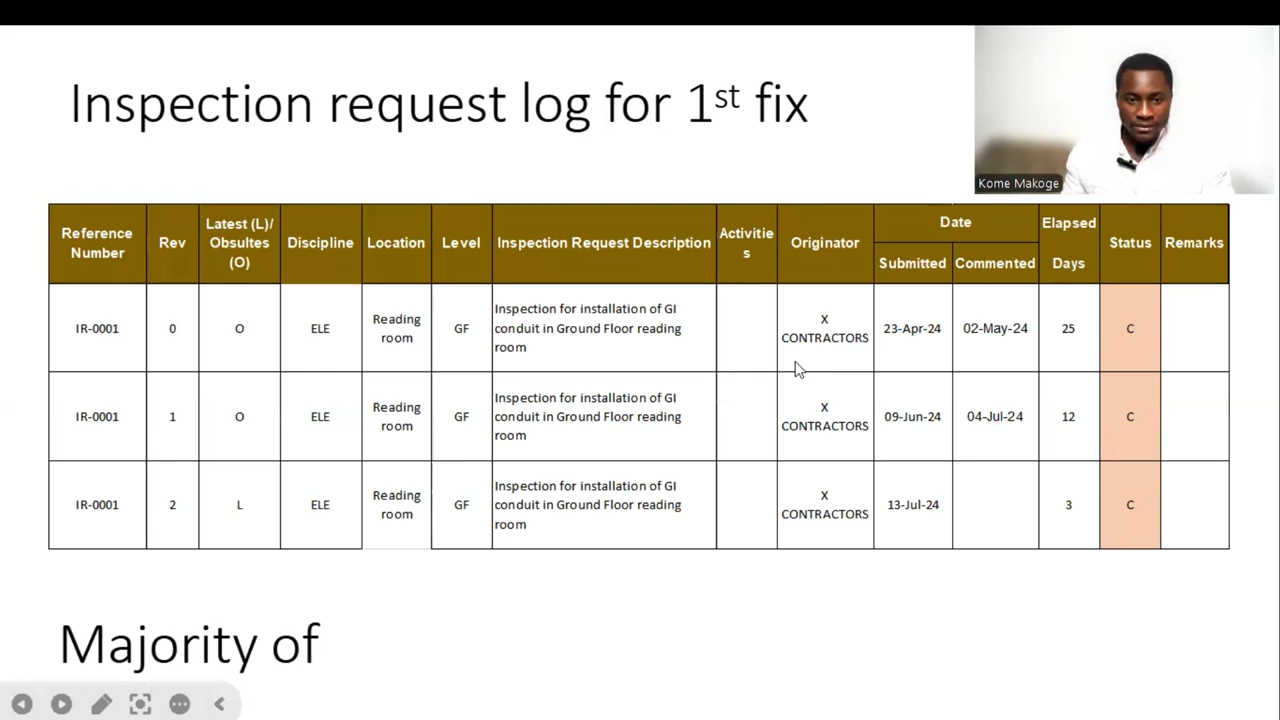 Inspection request log for 1st fix
Kome Makoge
Reference Number Rev Latest (L)/ Obsultes (O) Discipline Location Level Inspection Request Description Activities Originator Date Submitted Commented Elapsed Days Status Remarks
IR-0001 0 O ELE Reading room GF Inspection for installation of GI conduit in Ground Floor reading room X CONTRACTORS 23-Apr-24 02-May-24 25 C
IR-0001 1 O ELE Reading room GF Inspection for installation of GI conduit in Ground Floor reading room X CONTRACTORS 09-Jun-24 04-Jul-24 12 C
IR-0001 2 L ELE Reading room GF Inspection for installation of GI conduit in Ground Floor reading room X CONTRACTORS 13-Jul-24 3 C
Majority of